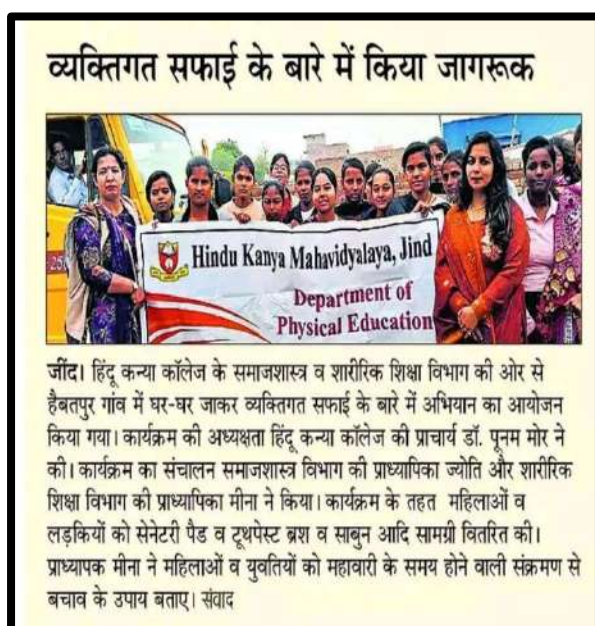 व्यक्तिगत सफाई के बारे में किया जागरूक
Hindu Kanya Mahavidyalaya, Jind
Department of
Physical Education
जींद। हिंदू कन्या कॉलेज के समाजशास्त्र व शारीरिक शिक्षा विभाग की ओर से
हैबतपुर गांव में घर-घर जाकर व्यक्तिगत सफाई के बारे में अभियान का आयोजन
किया गया। कार्यक्रम की अध्यक्षता हिंदू कन्या कॉलेज की प्राचार्य डॉ. पूनम मोर ने
की। कार्यक्रम का संचालन समाजशास्त्र विभाग की प्राध्यापिका ज्योति और शारीरिक
शिक्षा विभाग की प्राध्यापिका मीना ने किया। कार्यक्रम के तहत महिलाओं व
लड़कियों को सेनेटरी पैड व टूथपेस्ट ब्रश व साबुन आदि सामग्री वितरित की।
प्राध्यापक मीना ने महिलाओं व युवतियों को महावारी के समय होने वाली संक्रमण से
बचाव के उपाय बताए। संवाद